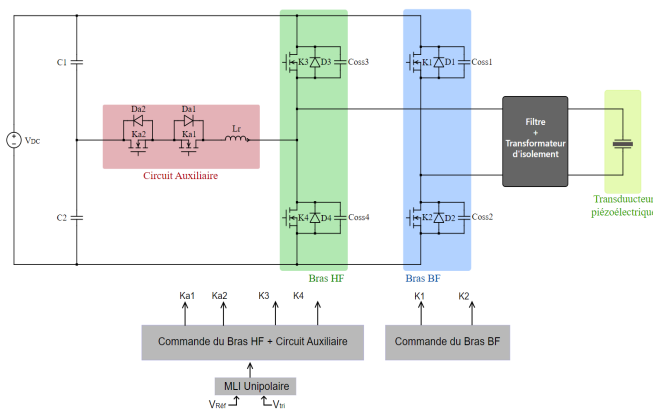 C1
Da2
Da1
Ka2
Ka1
Lr
K3
D3
Coss3
K1
D1
Coss1
VDC
Circuit Auxiliaire
Filtre
+
Transformateur
d'isolement
Transduucteur
pièzoélectrique
C2
K4
D4
Coss4
K2
D2
Coss2
Bras HF
Bras BF
Ka1
Ka2
K3
K4
K1
K2
Commande du Bras HF + Circuit Auxiliaire
Commande du Bras BF
MLI Unipolaire
VRéf
Vtri